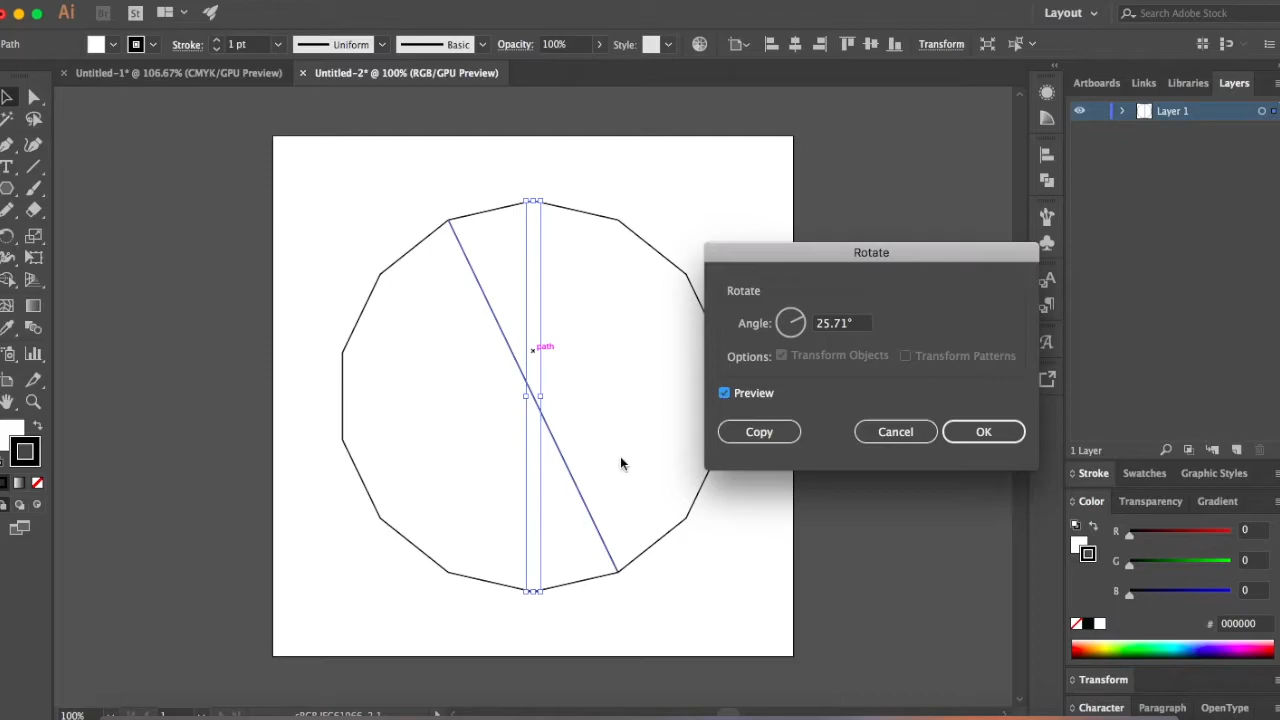 Ai Br St Layout Search Adobe Stock
Path Stroke: 1 pt Uniform Basic Opacity: 100% Style: Transform
× Untitled-1* @ 106.67% (CMYK/GPU Preview) × Untitled-2* @ 100% (RGB/GPU Preview)
Artboards Links Libraries Layers
Layer 1
path
Rotate
Rotate
Angle: 25.71°
Options: Transform Objects Transform Patterns
Preview
Copy Cancel OK
1 Layer
Stroke Swatches Graphic Styles
Color Transparency Gradient
R 0
G 0
B 0
# 000000
Transform
Character Paragraph OpenType
100% 1